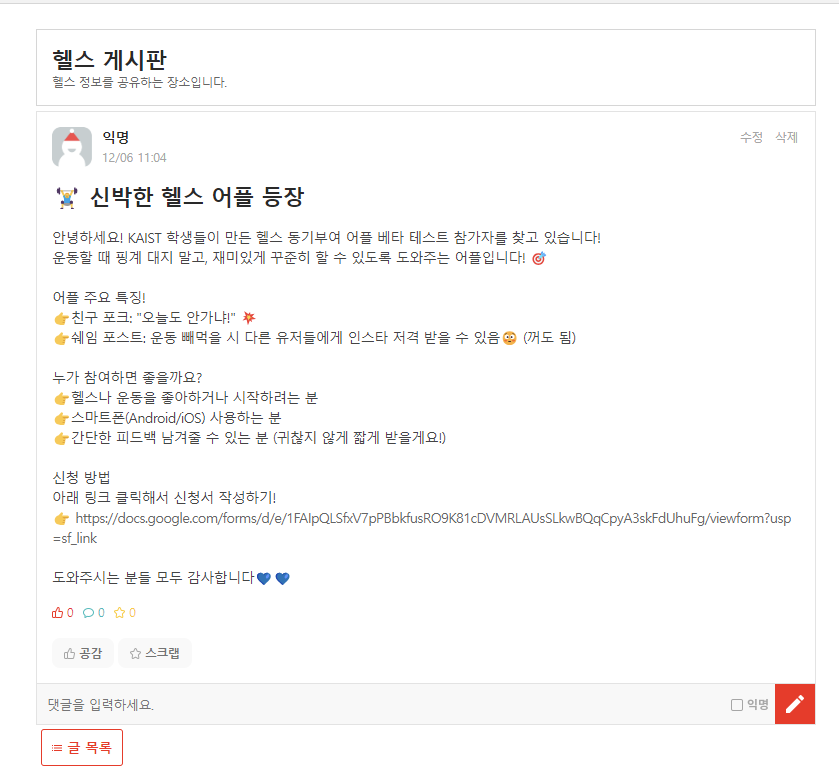 헬스 게시판
헬스 정보를 공유하는 장소입니다.
익명
수정 삭제
12/06 11:04
🏋️ 신박한 헬스 어플 등장
안녕하세요! KAIST 학생들이 만든 헬스 동기부여 어플 베타 테스트 참가자를 찾고 있습니다!
운동할 때 핑계 대지 말고, 재미있게 꾸준히 할 수 있도록 도와주는 어플입니다! 🎯
어플 주요 특징!
👉친구 포크: "오늘도 안가냐!" 💥
👉쉐임 포스트: 운동 빼먹을 시 다른 유저들에게 인스타 저격 받을 수 있음😳 (꺼도 됨)
누가 참여하면 좋을까요?
👉헬스나 운동을 좋아하거나 시작하려는 분
👉스마트폰(Android/iOS) 사용하는 분
👉간단한 피드백 남겨줄 수 있는 분 (귀찮지 않게 짧게 받을게요!)
신청 방법
아래 링크 클릭해서 신청서 작성하기!
👉 https://docs.google.com/forms/d/e/1FAIpQLSfxV7pPBbkfusRO9K81cDVMRLAUsSLkwBQqCpyA3skFdUhuFg/viewform?usp
=sf_link
도와주시는 분들 모두 감사합니다💙💙
0 0 0
공감 스크랩
댓글을 입력하세요. 익명
글 목록